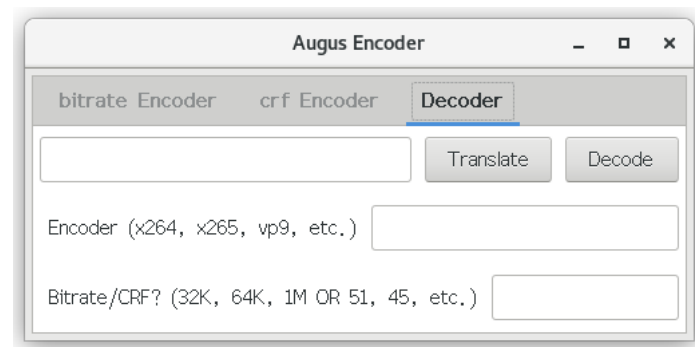 Augus Encoder
bitrate Encoder crf Encoder Decoder
Translate Decode
Encoder (x264, x265, vp9, etc.)
Bitrate/CRF? (32K, 64K, 1M OR 51, 45, etc.)